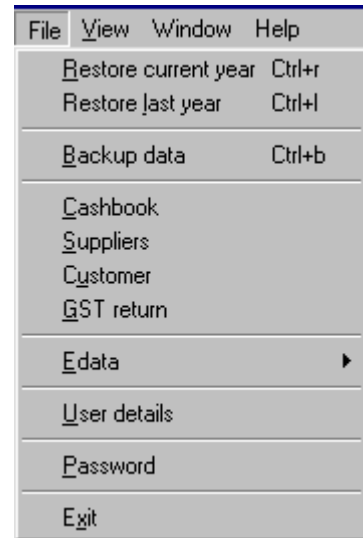 File View Window Help
Restore current year Ctrl+r
Restore last year Ctrl+l
Backup data Ctrl+b
Cashbook
Suppliers
Customer
GST return
Edata
User details
Password
Exit